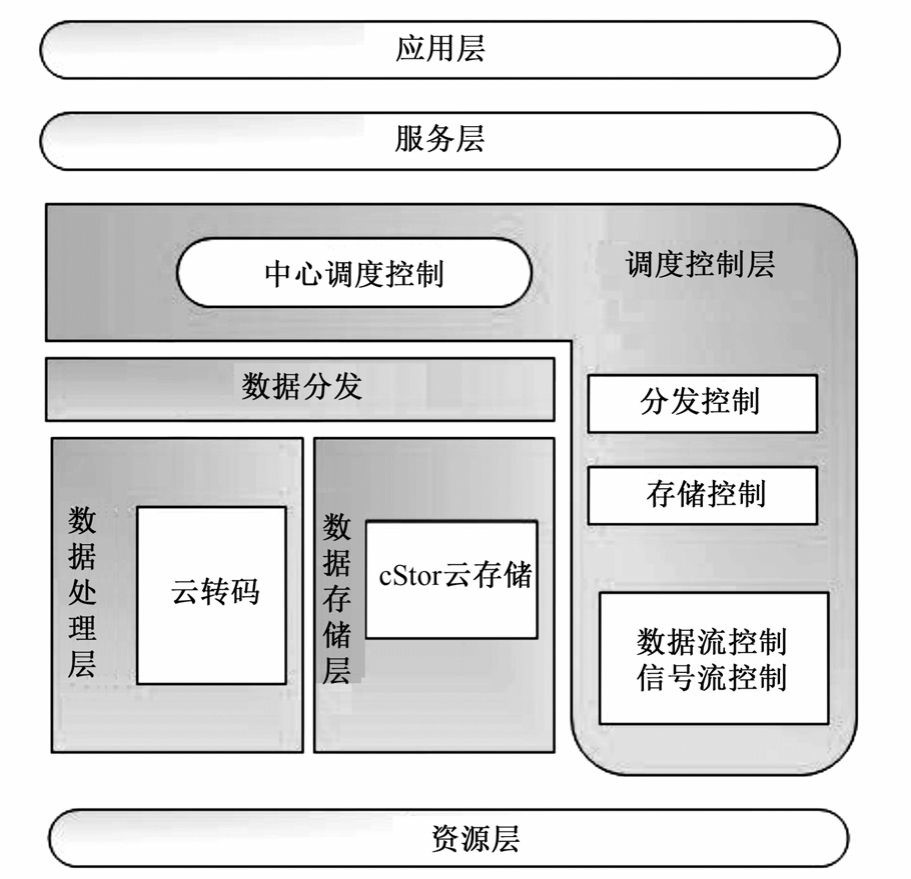 应用层
服务层
中心调度控制
调度控制层
数据分发
分发控制
存储控制
数据处理层
云转码
数据存储层
cStor云存储
数据流控制
信号流控制
资源层